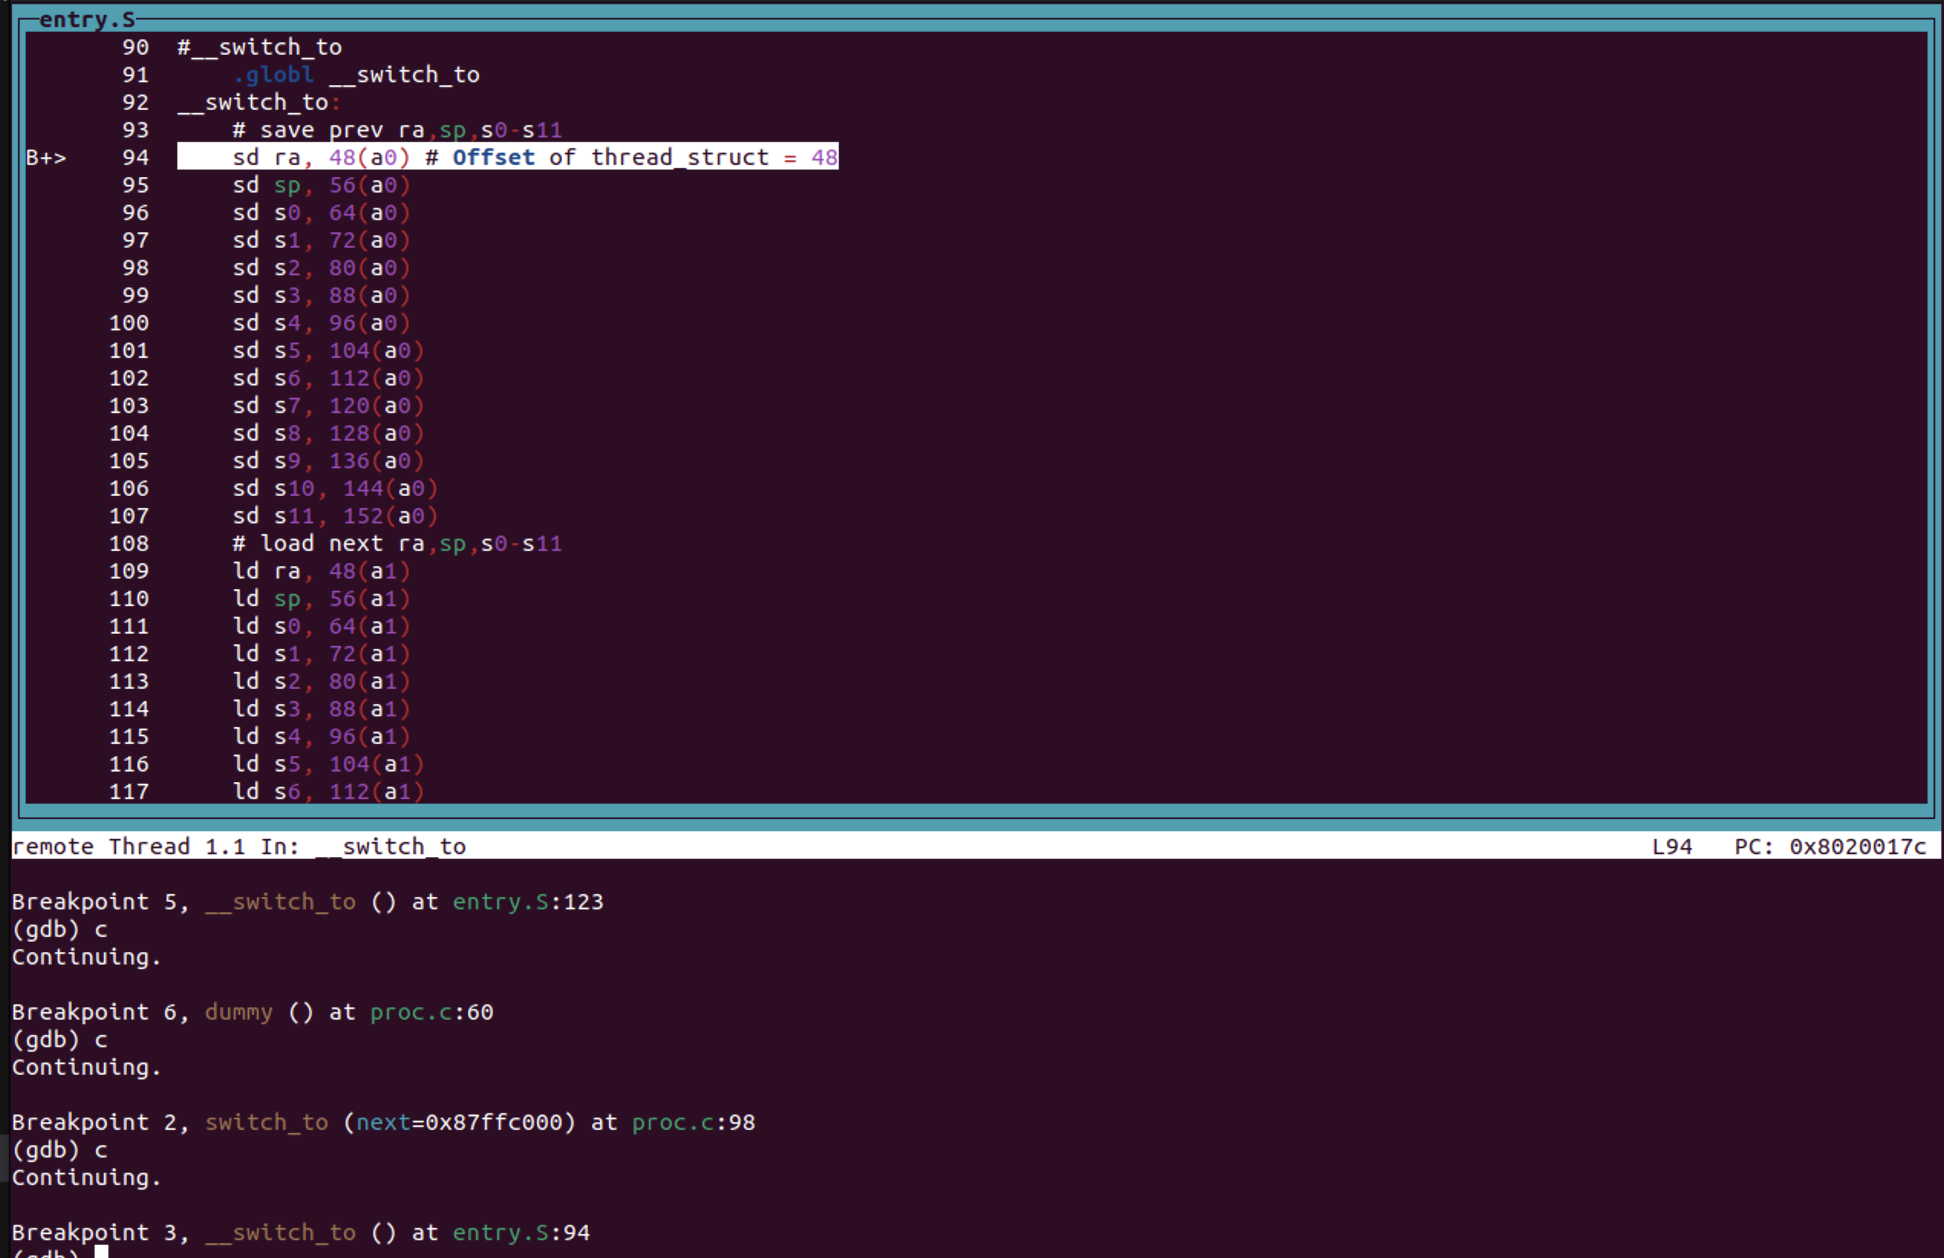 entry.S
90 #__switch_to
91 .globl __switch_to
92 __switch_to:
93 # save prev ra,sp,s0-s11
B+> 94 sd ra, 48(a0) # Offset of thread_struct = 48
95 sd sp, 56(a0)
96 sd s0, 64(a0)
97 sd s1, 72(a0)
98 sd s2, 80(a0)
99 sd s3, 88(a0)
100 sd s4, 96(a0)
101 sd s5, 104(a0)
102 sd s6, 112(a0)
103 sd s7, 120(a0)
104 sd s8, 128(a0)
105 sd s9, 136(a0)
106 sd s10, 144(a0)
107 sd s11, 152(a0)
108 # load next ra,sp,s0-s11
109 ld ra, 48(a1)
110 ld sp, 56(a1)
111 ld s0, 64(a1)
112 ld s1, 72(a1)
113 ld s2, 80(a1)
114 ld s3, 88(a1)
115 ld s4, 96(a1)
116 ld s5, 104(a1)
117 ld s6, 112(a1)
remote Thread 1.1 In: __switch_to L94 PC: 0x8020017c
Breakpoint 5, __switch_to () at entry.S:123
(gdb) c
Continuing.
Breakpoint 6, dummy () at proc.c:60
(gdb) c
Continuing.
Breakpoint 2, switch_to (next=0x87ffc000) at proc.c:98
(gdb) c
Continuing.
Breakpoint 3, __switch_to () at entry.S:94
(gdb)